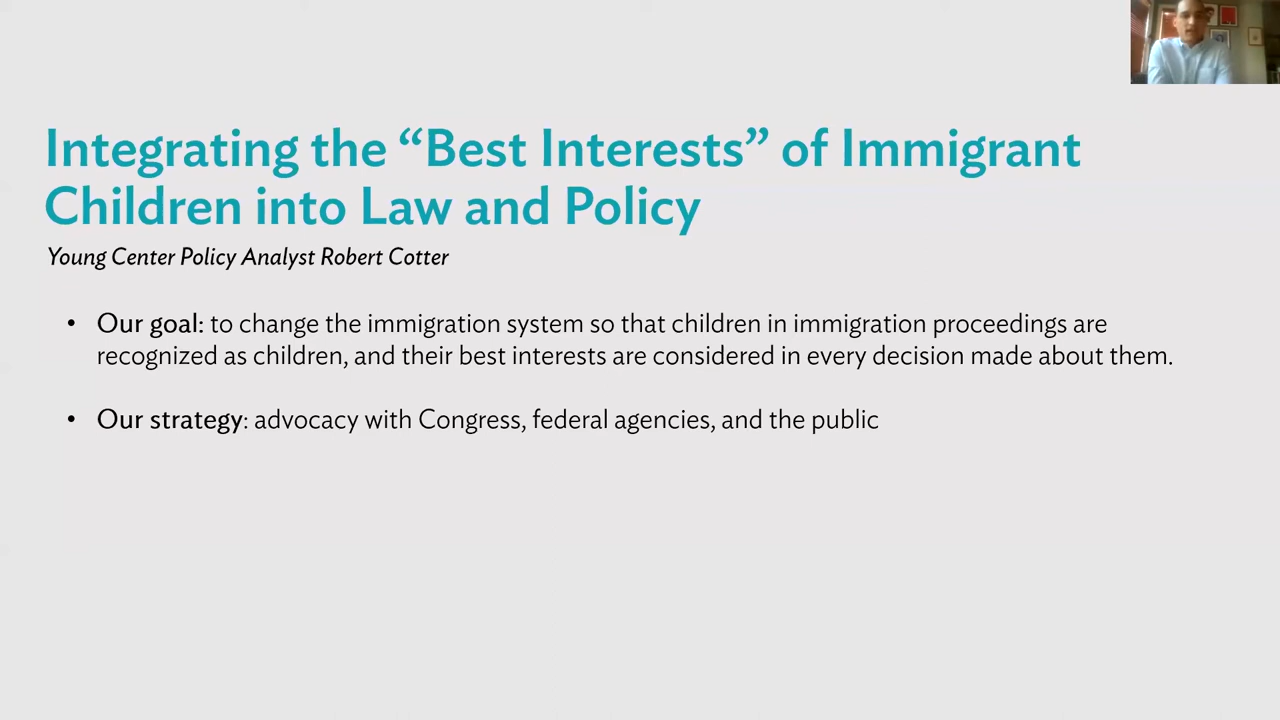 Integrating the “Best Interests” of Immigrant
Children into Law and Policy
Young Center Policy Analyst Robert Cotter
• Our goal: to change the immigration system so that children in immigration proceedings are
recognized as children, and their best interests are considered in every decision made about them.
• Our strategy: advocacy with Congress, federal agencies, and the public